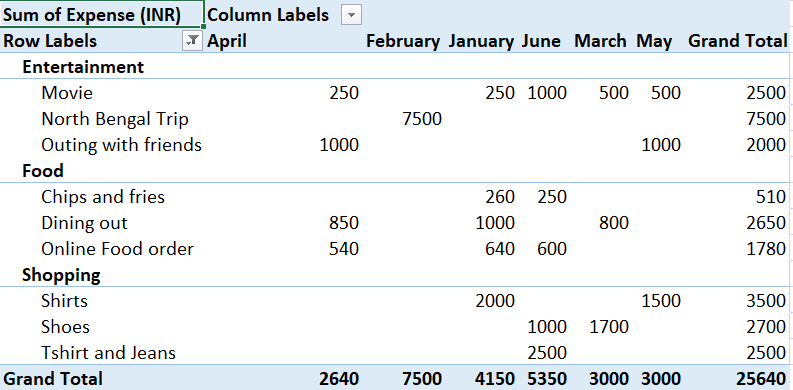 Sum of Expense (INR) Column Labels
Row Labels April February January June March May Grand Total
Entertainment
Movie 250 250 1000 500 500 2500
North Bengal Trip 7500 7500
Outing with friends 1000 1000 2000
Food
Chips and fries 260 250 510
Dining out 850 1000 800 2650
Online Food order 540 640 600 1780
Shopping
Shirts 2000 1500 3500
Shoes 1000 1700 2700
Tshirt and Jeans 2500 2500
Grand Total 2640 7500 4150 5350 3000 3000 25640